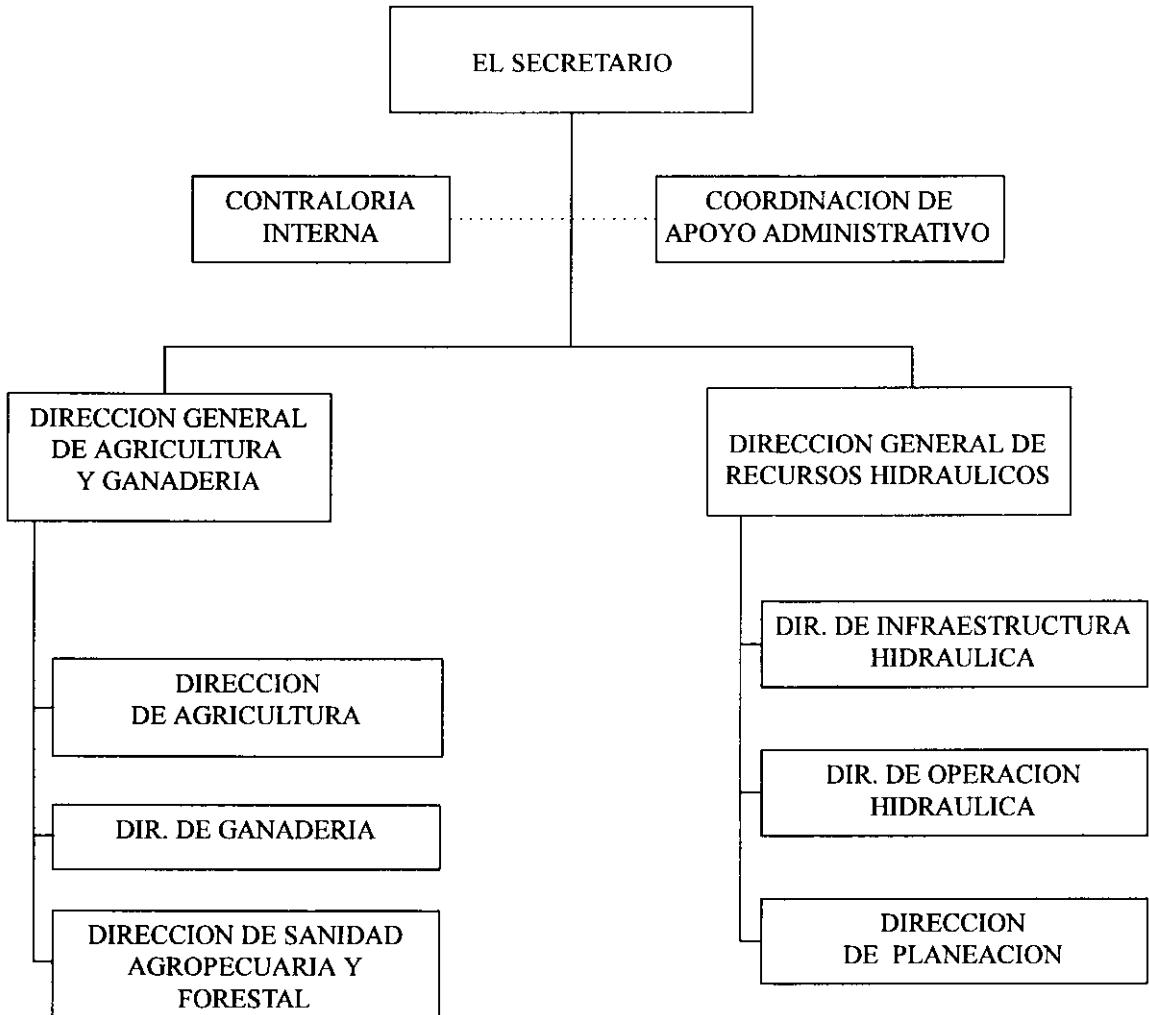 EL SECRETARIO
CONTRALORIA
INTERNA
COORDINACION DE
APOYO ADMINISTRATIVO
DIRECCION GENERAL
DE AGRICULTURA
Y GANADERIA
DIRECCION GENERAL DE
RECURSOS HIDRAULICOS
DIRECCION
DE AGRICULTURA
DIR. DE GANADERIA
DIRECCION DE SANIDAD
AGROPECUARIA Y
FORESTAL
DIR. DE INFRAESTRUCTURA
HIDRAULICA
DIR. DE OPERACION
HIDRAULICA
DIRECCION
DE PLANEACION